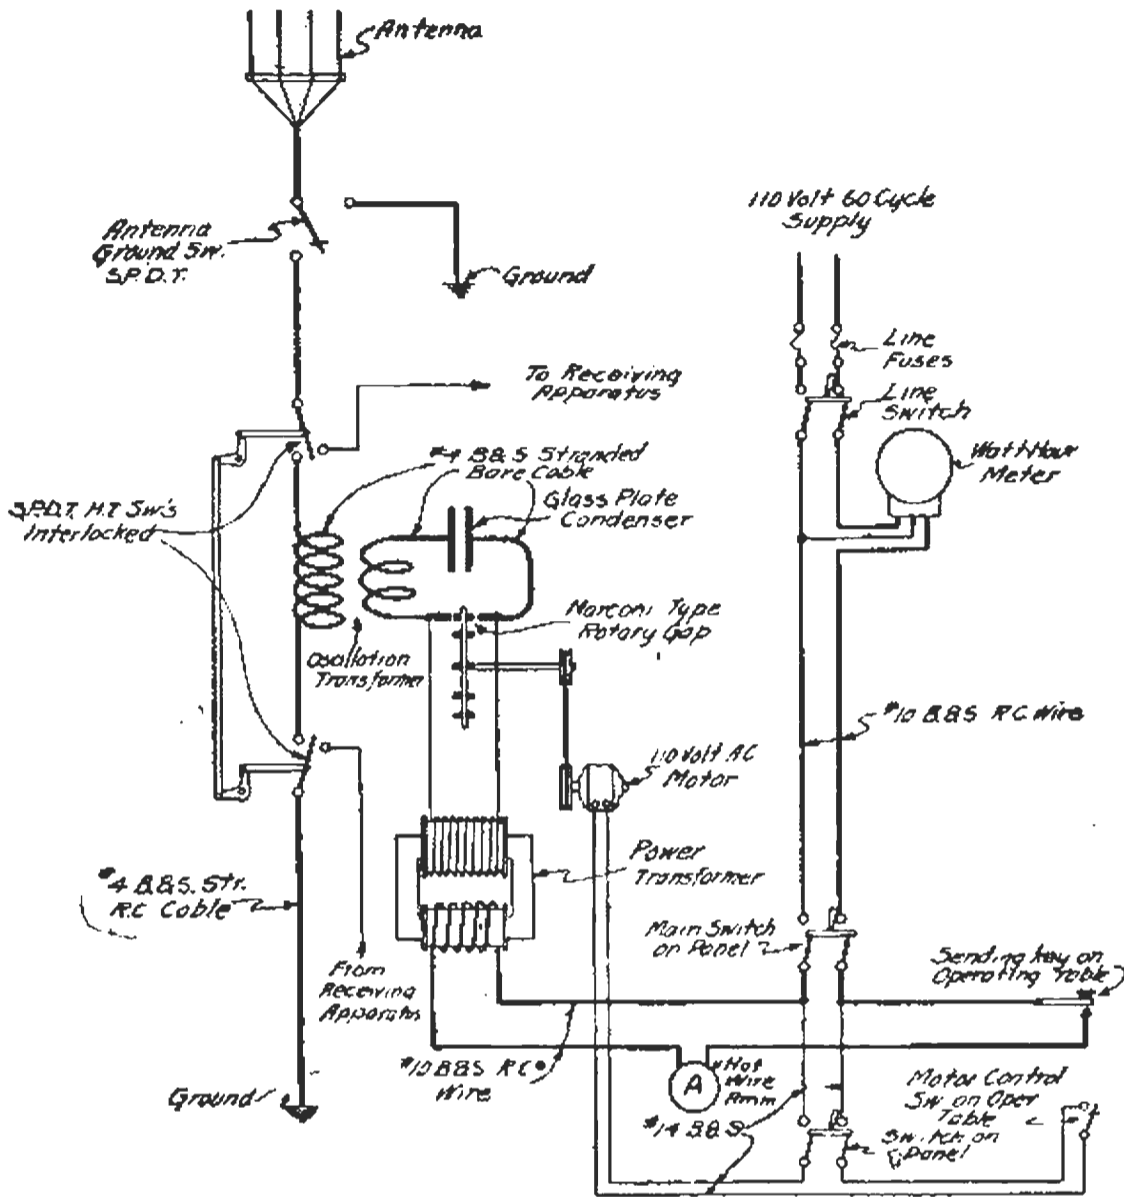 Antenna
110 Volt 60 Cycle
Supply
Antenna
Ground Sw.
S.P.D.T.
Ground
Line
Fuses
To Receiving
Apparatus
Line
Switch
#4 B&S Stranded
Bare Cable
Watt-Hour
Meter
Glass Plate
Condenser
S.P.D.T. H.T. Sw's
Interlocked
Marconi Type
Rotary Gap
Oscillation
Transformer
#10 B&S RC Wire
110 Volt AC
Motor
Power
Transformer
#4 B.&S. Str.
R.C Cable
Main Switch
on Panel
Sending key on
Operating Table
From
Receiving
Apparatus
#10 B&S R.C.
Wire
Hot
Wire
Amm
A
Motor Control
Sw on Oper
Table
Ground
#14 B.&S
Switch on
Panel